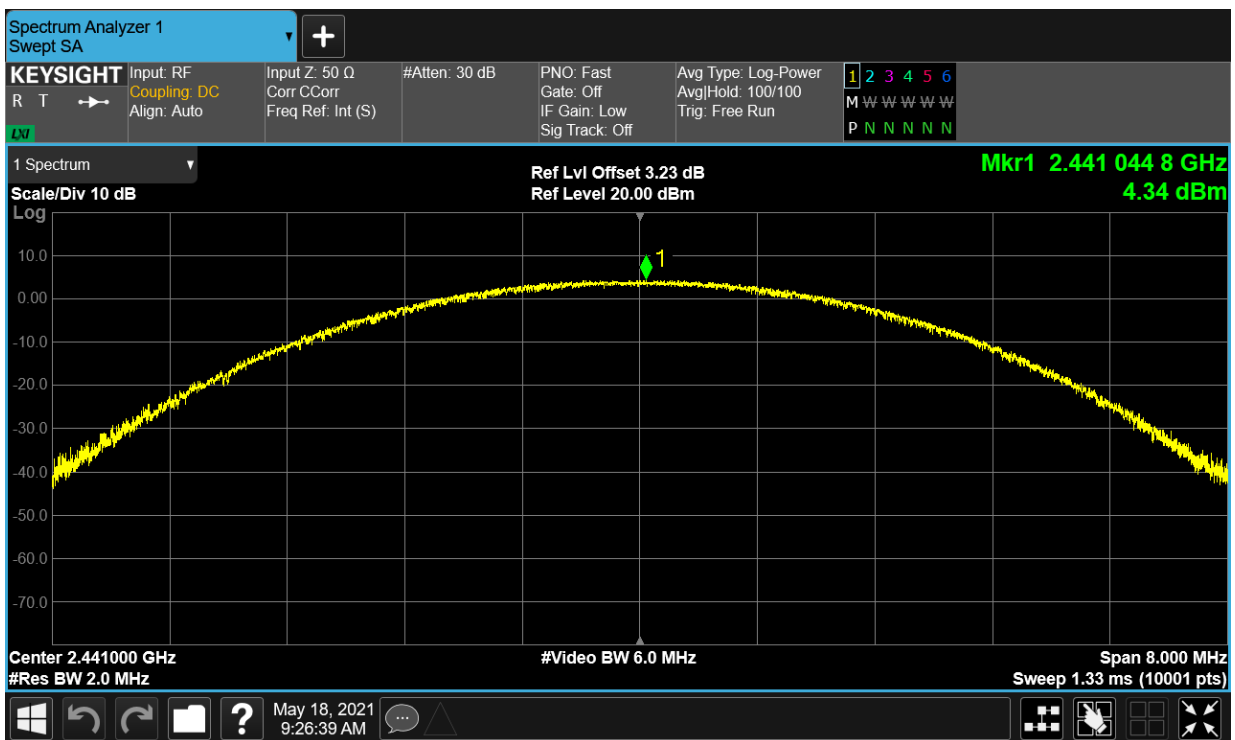 Spectrum Analyzer 1
Swept SA
KEYSIGHT
R T
LXI
Input: RF
Coupling: DC
Align: Auto
Input Z: 50 Ω
Corr CCorr
Freq Ref: Int (S)
#Atten: 30 dB
PNO: Fast
Gate: Off
IF Gain: Low
Sig Track: Off
Avg Type: Log-Power
Avg|Hold: 100/100
Trig: Free Run
1 2 3 4 5 6
M W W W W W
P N N N N N
1 Spectrum
Scale/Div 10 dB
Log
Ref Lvl Offset 3.23 dB
Ref Level 20.00 dBm
Mkr1 2.441 044 8 GHz
4.34 dBm
1
10.0
0.00
-10.0
-20.0
-30.0
-40.0
-50.0
-60.0
-70.0
Center 2.441000 GHz
#Res BW 2.0 MHz
#Video BW 6.0 MHz
Span 8.000 MHz
Sweep 1.33 ms (10001 pts)
?
May 18, 2021
9:26:39 AM